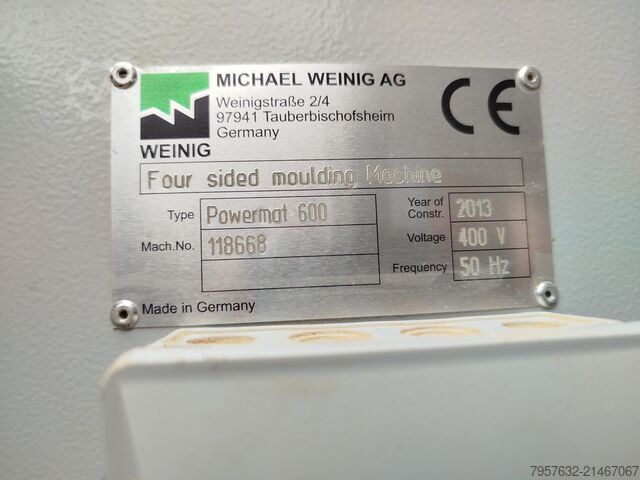 MICHAEL WEINIG AG
Weinigstraße 2/4
97941 Tauberbischofsheim
Germany
CE
WEINIG
Four sided moulding Machine
Type Powermat 600
Year of Constr. 2013
Mach.No. 118668
Voltage 400 V
Frequency 50 Hz
Made in Germany
7957632-21467067